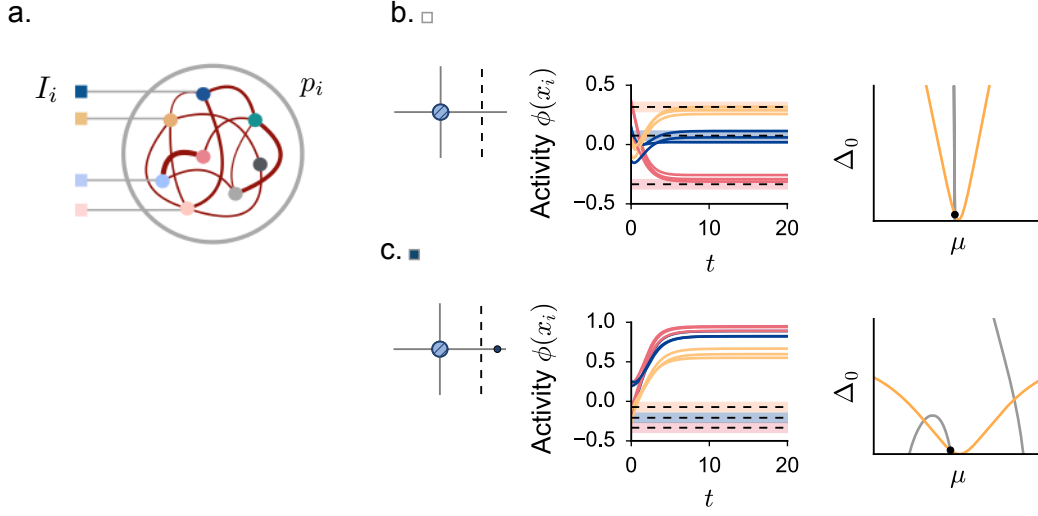 a.
I_i
p_i
b.
Activity ϕ(x_i)
0.5
0.0
−0.5
0
10
20
t
Δ_0
μ
c.
Activity ϕ(x_i)
1.0
0.5
0.0
−0.5
0
10
20
t
Δ_0
μ